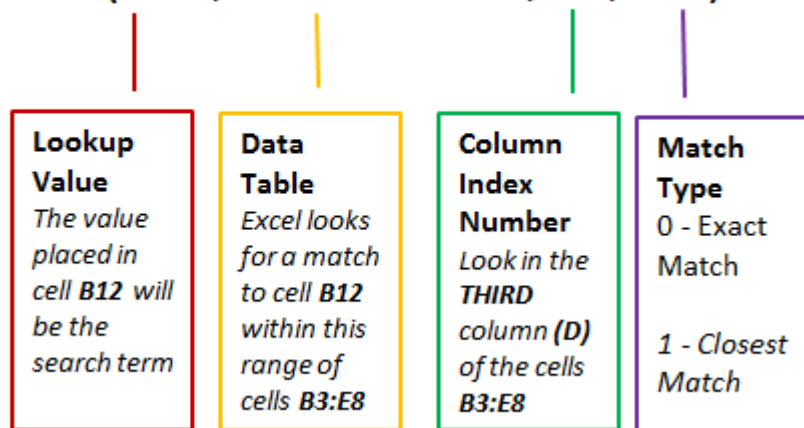 Lookup
Value
The value
placed in
cell B12 will
be the
search term
Data
Table
Excel looks
for a match
to cell B12
within this
range of
cells B3:E8
Column
Index
Number
Look in the
THIRD
column (D)
of the cells
B3:E8
Match
Type
0 - Exact
Match
1 - Closest
Match